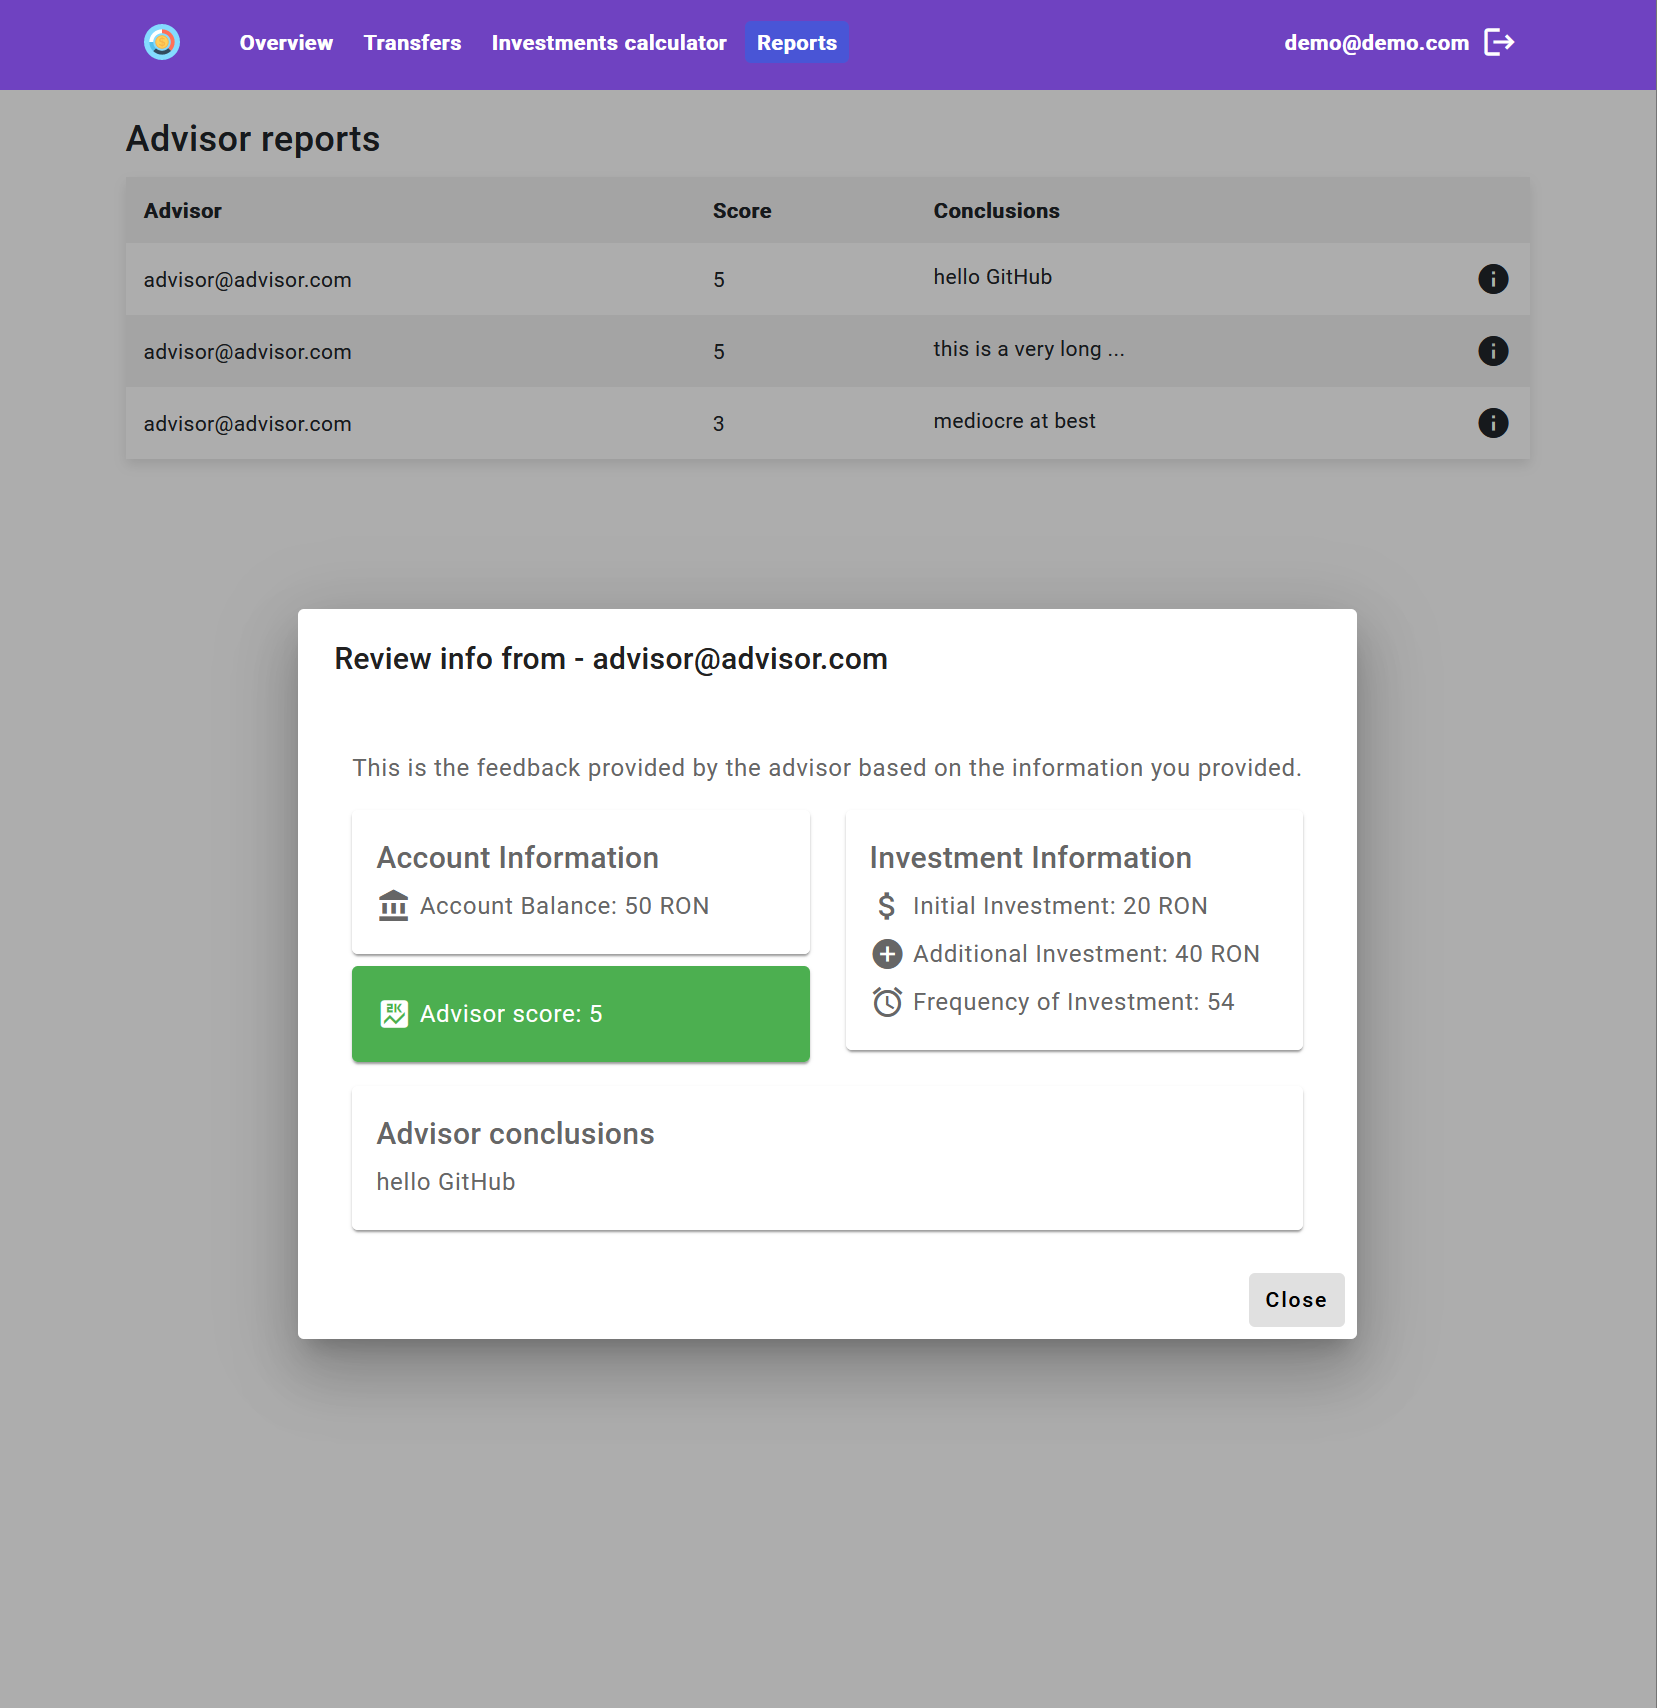 Overview Transfers Investments calculator Reports demo@demo.com
Advisor reports
Advisor Score Conclusions
advisor@advisor.com 5 hello GitHub
advisor@advisor.com 5 this is a very long ...
advisor@advisor.com 3 mediocre at best
Review info from - advisor@advisor.com
This is the feedback provided by the advisor based on the information you provided.
Account Information
Account Balance: 50 RON
Advisor score: 5
Investment Information
Initial Investment: 20 RON
Additional Investment: 40 RON
Frequency of Investment: 54
Advisor conclusions
hello GitHub
Close